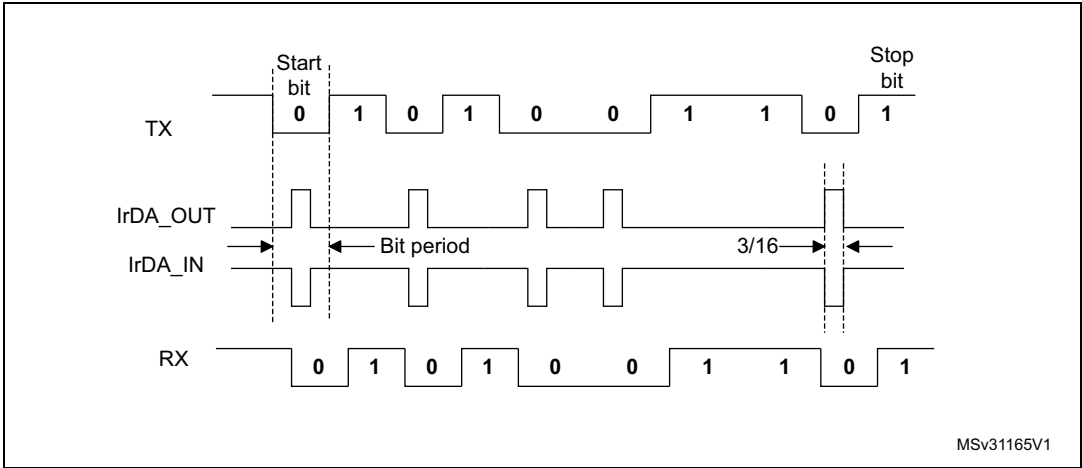 Start
bit
Stop
bit
TX
0 1 0 1 0 0 1 1 0 1
IrDA_OUT
Bit period
3/16
IrDA_IN
RX
0 1 0 1 0 0 1 1 0 1
MSv31165V1